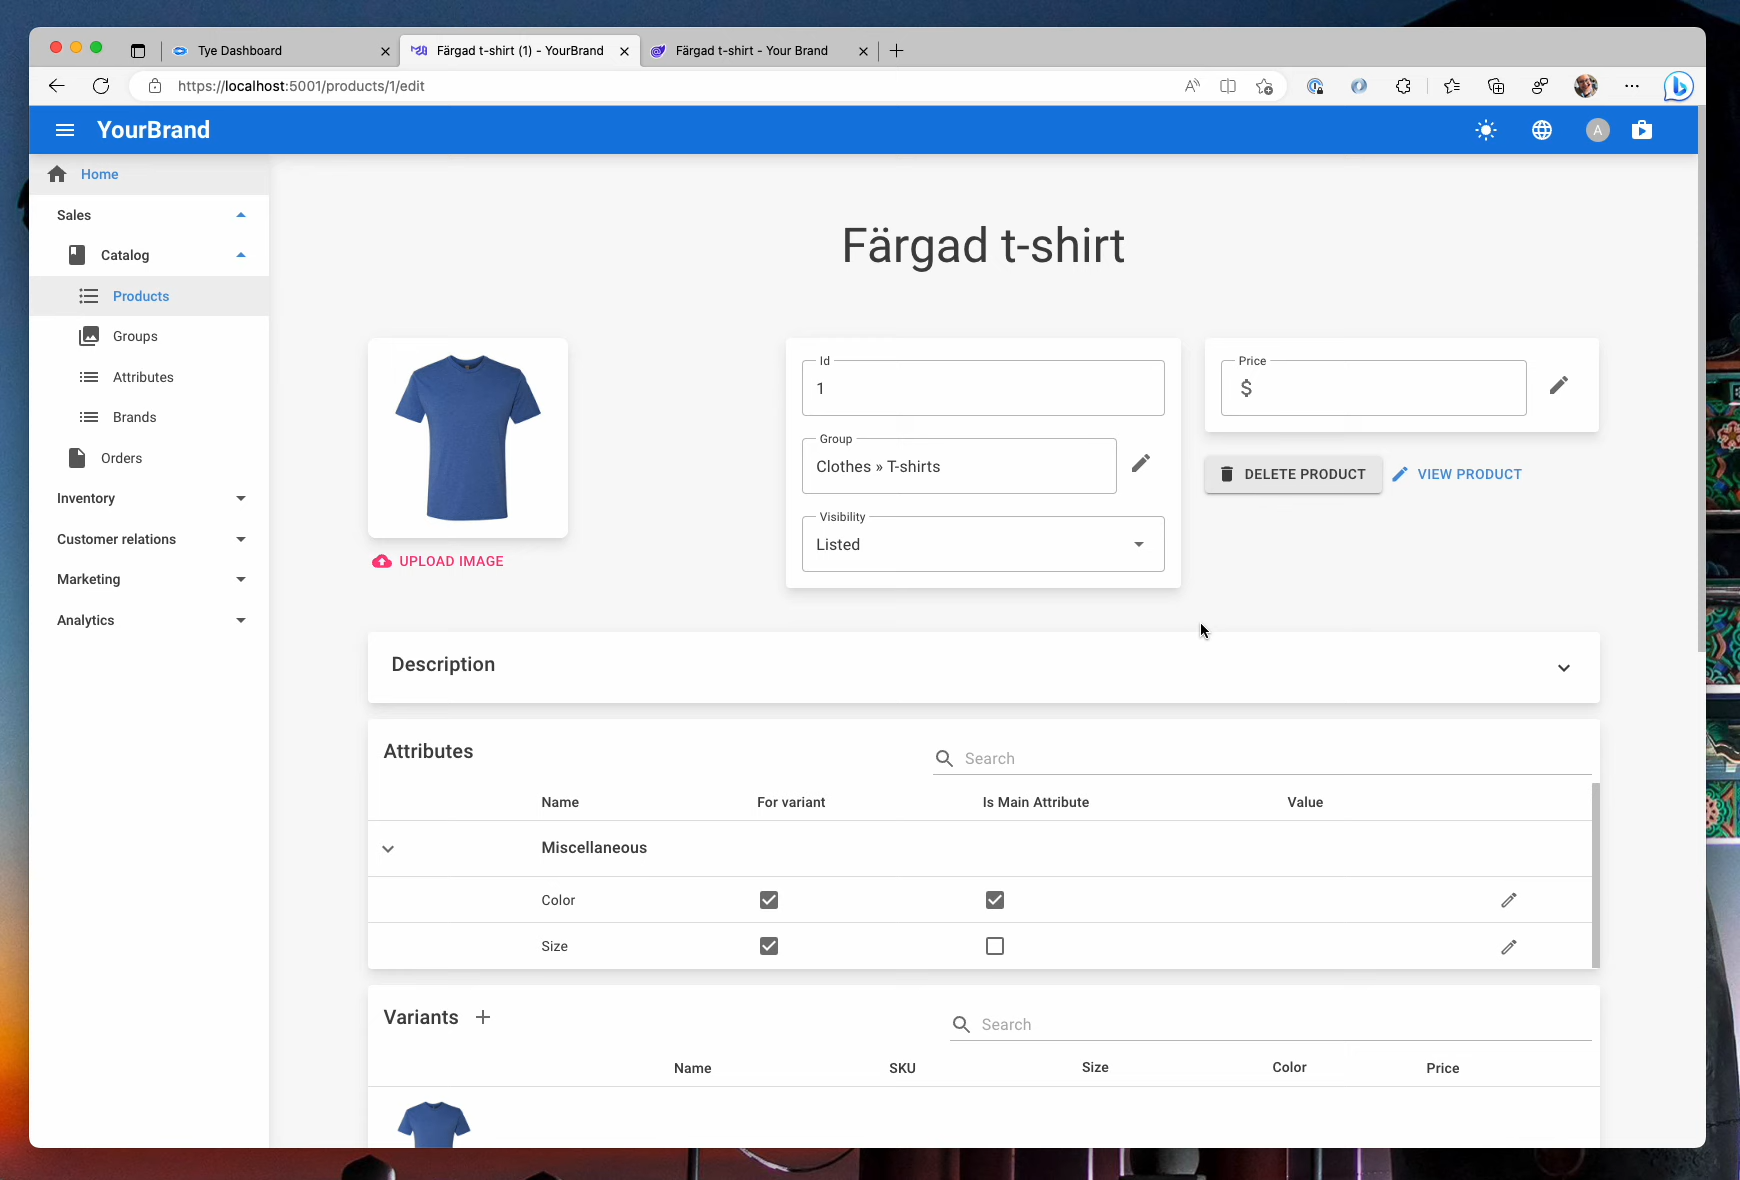 Tye Dashboard
Färgad t-shirt (1) - YourBrand
Färgad t-shirt - Your Brand
https://localhost:5001/products/1/edit
YourBrand
A
Home
Sales
Catalog
Products
Groups
Attributes
Brands
Orders
Inventory
Customer relations
Marketing
Analytics
Färgad t-shirt
UPLOAD IMAGE
Id
1
Group
Clothes » T-shirts
Visibility
Listed
Price
$
DELETE PRODUCT
VIEW PRODUCT
Description
Attributes
Search
Name For variant Is Main Attribute Value
Miscellaneous
Color
Size
Variants +
Search
Name SKU Size Color Price